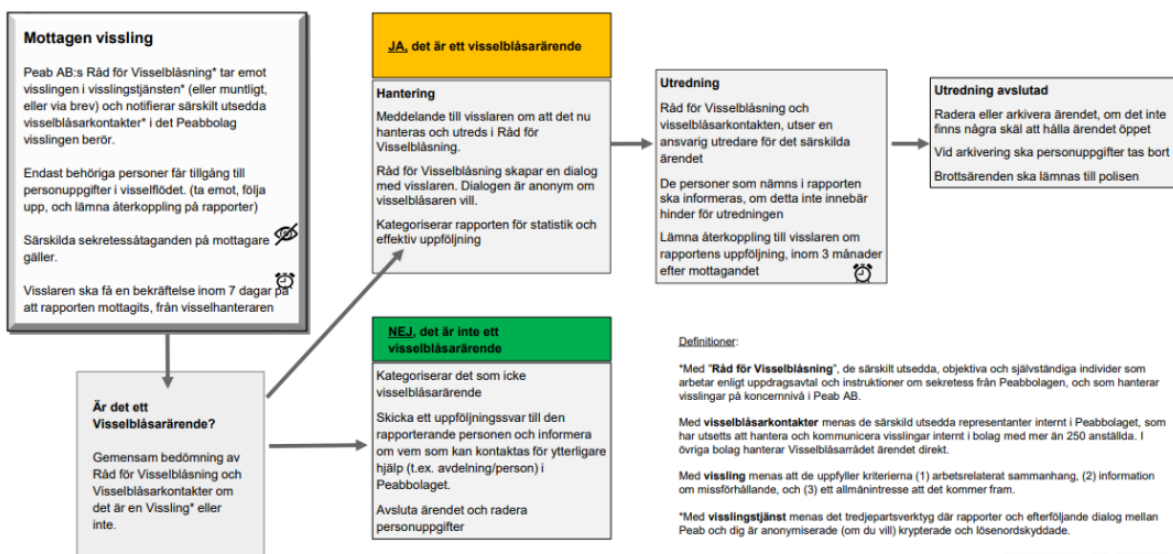 Mottagen vissling
Peab AB:s Råd för Visselblåsning* tar emot
visslingen i visslingstjänsten* (eller muntligt,
eller via brev) och notifierar särskilt utsedda
visselblåsarkontakter* i det Peabbolag
visslingen berör.
Endast behöriga personer får tillgång till
personuppgifter i visselflödet. (ta emot, följa
upp, och lämna återkoppling på rapporter)
Särskilda sekretessåtaganden på mottagare
gäller.
Visslaren ska få en bekräftelse inom 7 dagar på
att rapporten mottagits, från visselhanteraren
Är det ett
Visselblåsarärende?
Gemensam bedömning av
Råd för Visselblåsning och
Visselblåsarkontakter om
det är en Vissling* eller
inte.
JA, det är ett visselblåsarärende
Hantering
Meddelande till visslaren om att det nu
hanteras och utreds i Råd för
Visselblåsning.
Råd för Visselblåsning skapar en dialog
med visslaren. Dialogen är anonym om
visselblåsaren vill.
Kategoriserar rapporten för statistik och
effektiv uppföljning
NEJ, det är inte ett
visselblåsarärende
Kategoriserar det som icke
visselblåsarärende
Skicka ett uppföljningssvar till den
rapporterande personen och informera
om vem som kan kontaktas för ytterligare
hjälp (t.ex. avdelning/person) i
Peabbolaget.
Avsluta ärendet och radera
personuppgifter
Utredning
Råd för Visselblåsning och
visselblåsarkontakten, utser en
ansvarig utredare för det särskilda
ärendet
De personer som nämns i rapporten
ska informeras, om detta inte innebär
hinder för utredningen
Lämna återkoppling till visslaren om
rapportens uppföljning, inom 3 månader
efter mottagandet
Utredning avslutad
Radera eller arkivera ärendet, om det inte
finns några skäl att hålla ärendet öppet
Vid arkivering ska personuppgifter tas bort
Brottsärenden ska lämnas till polisen
Definitioner:
*Med "Råd för Visselblåsning", de särskilt utsedda, objektiva och självständiga individer som
arbetar enligt uppdragsavtal och instruktioner om sekretess från Peabbolagen, och som hanterar
visslingar på koncernnivå i Peab AB.
Med visselblåsarkontakter menas de särskild utsedda representanter internt i Peabbolaget, som
har utsetts att hantera och kommunicera visslingar internt i bolag med mer än 250 anställda. I
övriga bolag hanterar Visselblåsarrådet ärendet direkt.
Med vissling menas att de uppfyller kriterierna (1) arbetsrelaterat sammanhang, (2) information
om missförhållande, och (3) ett allmänintresse att det kommer fram.
*Med visslingstjänst menas det tredjepartsverktyg där rapporter och efterföljande dialog mellan
Peab och dig är anonymiserade (om du vill) krypterade och lösenordskyddade.